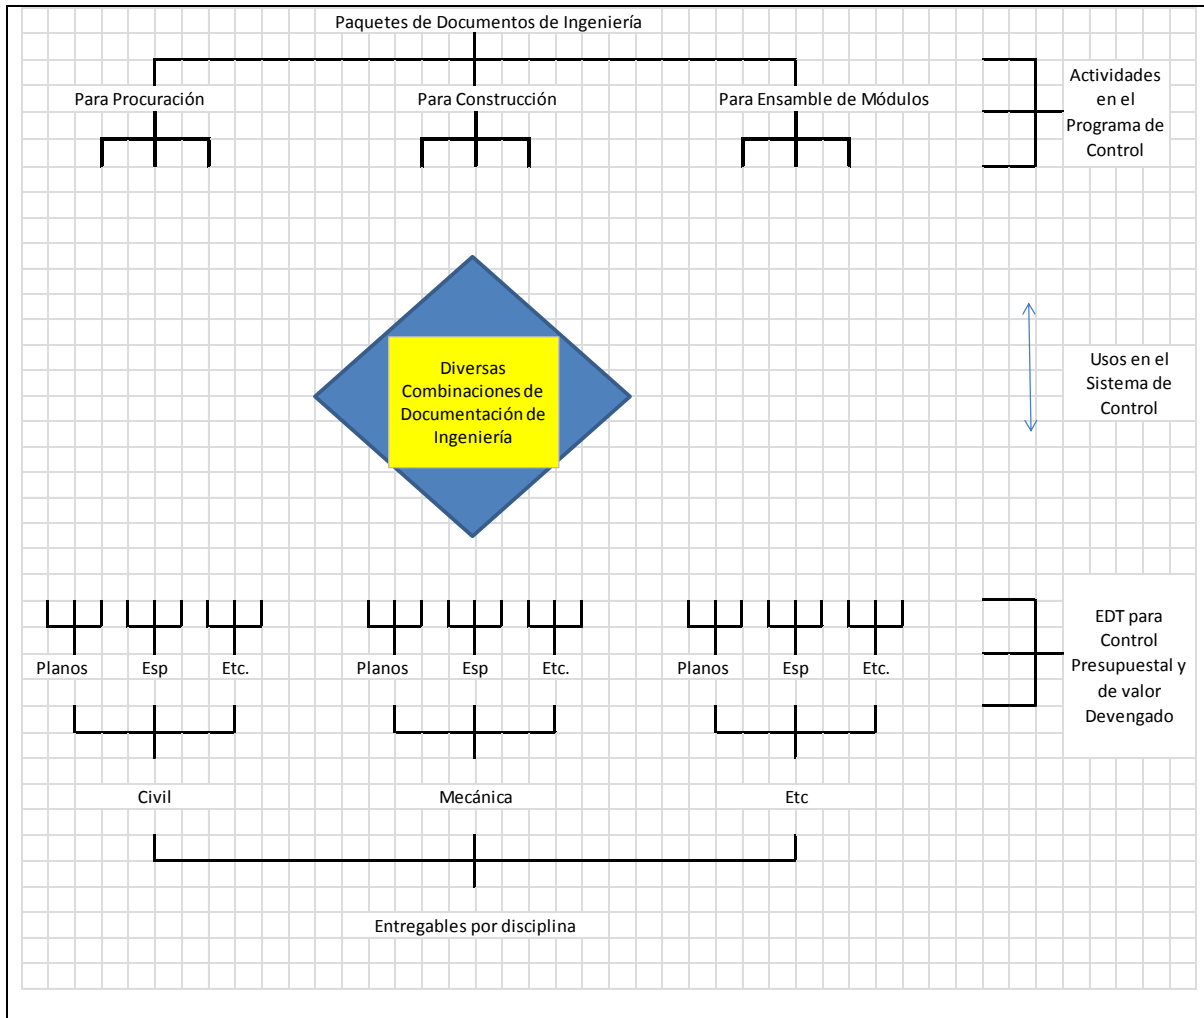 Paquetes de Documentos de Ingeniería
Para Procuración
Para Construcción
Para Ensamble de Módulos
Actividades
en el
Programa de
Control
Diversas
Combinaciones de
Documentación de
Ingeniería
Usos en el
Sistema de
Control
Planos
Esp
Etc.
Planos
Esp
Etc.
Planos
Esp
Etc.
EDT para
Control
Presupuestal y
de valor
Devengado
Civil
Mecánica
Etc
Entregables por disciplina